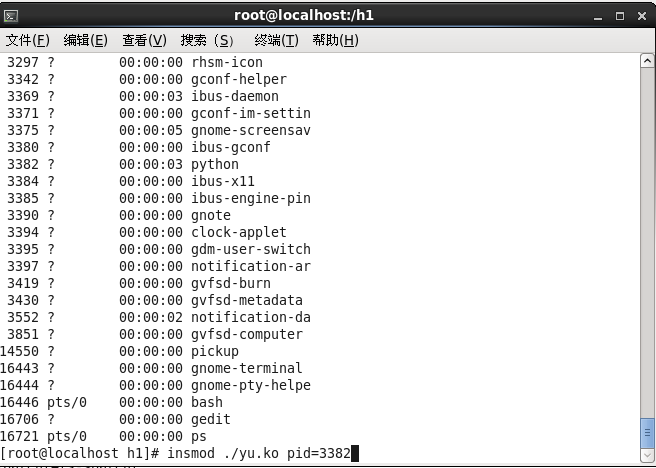 root@localhost:/h1
文件(F) 编辑(E) 查看(V) 搜索 (S) 终端(T) 帮助(H)
3297 ? 00:00:00 rhsm-icon
3342 ? 00:00:00 gconf-helper
3369 ? 00:00:03 ibus-daemon
3371 ? 00:00:00 gconf-im-settin
3375 ? 00:00:05 gnome-screensav
3380 ? 00:00:00 ibus-gconf
3382 ? 00:00:03 python
3384 ? 00:00:00 ibus-x11
3385 ? 00:00:00 ibus-engine-pin
3390 ? 00:00:00 gnote
3394 ? 00:00:00 clock-applet
3395 ? 00:00:00 gdm-user-switch
3397 ? 00:00:00 notification-ar
3419 ? 00:00:00 gvfsd-burn
3430 ? 00:00:00 gvfsd-metadata
3552 ? 00:00:02 notification-da
3851 ? 00:00:00 gvfsd-computer
14550 ? 00:00:00 pickup
16443 ? 00:00:00 gnome-terminal
16444 ? 00:00:00 gnome-pty-helpe
16446 pts/0 00:00:00 bash
16706 ? 00:00:00 gedit
16721 pts/0 00:00:00 ps
[root@localhost h1]# insmod ./yu.ko pid=3382